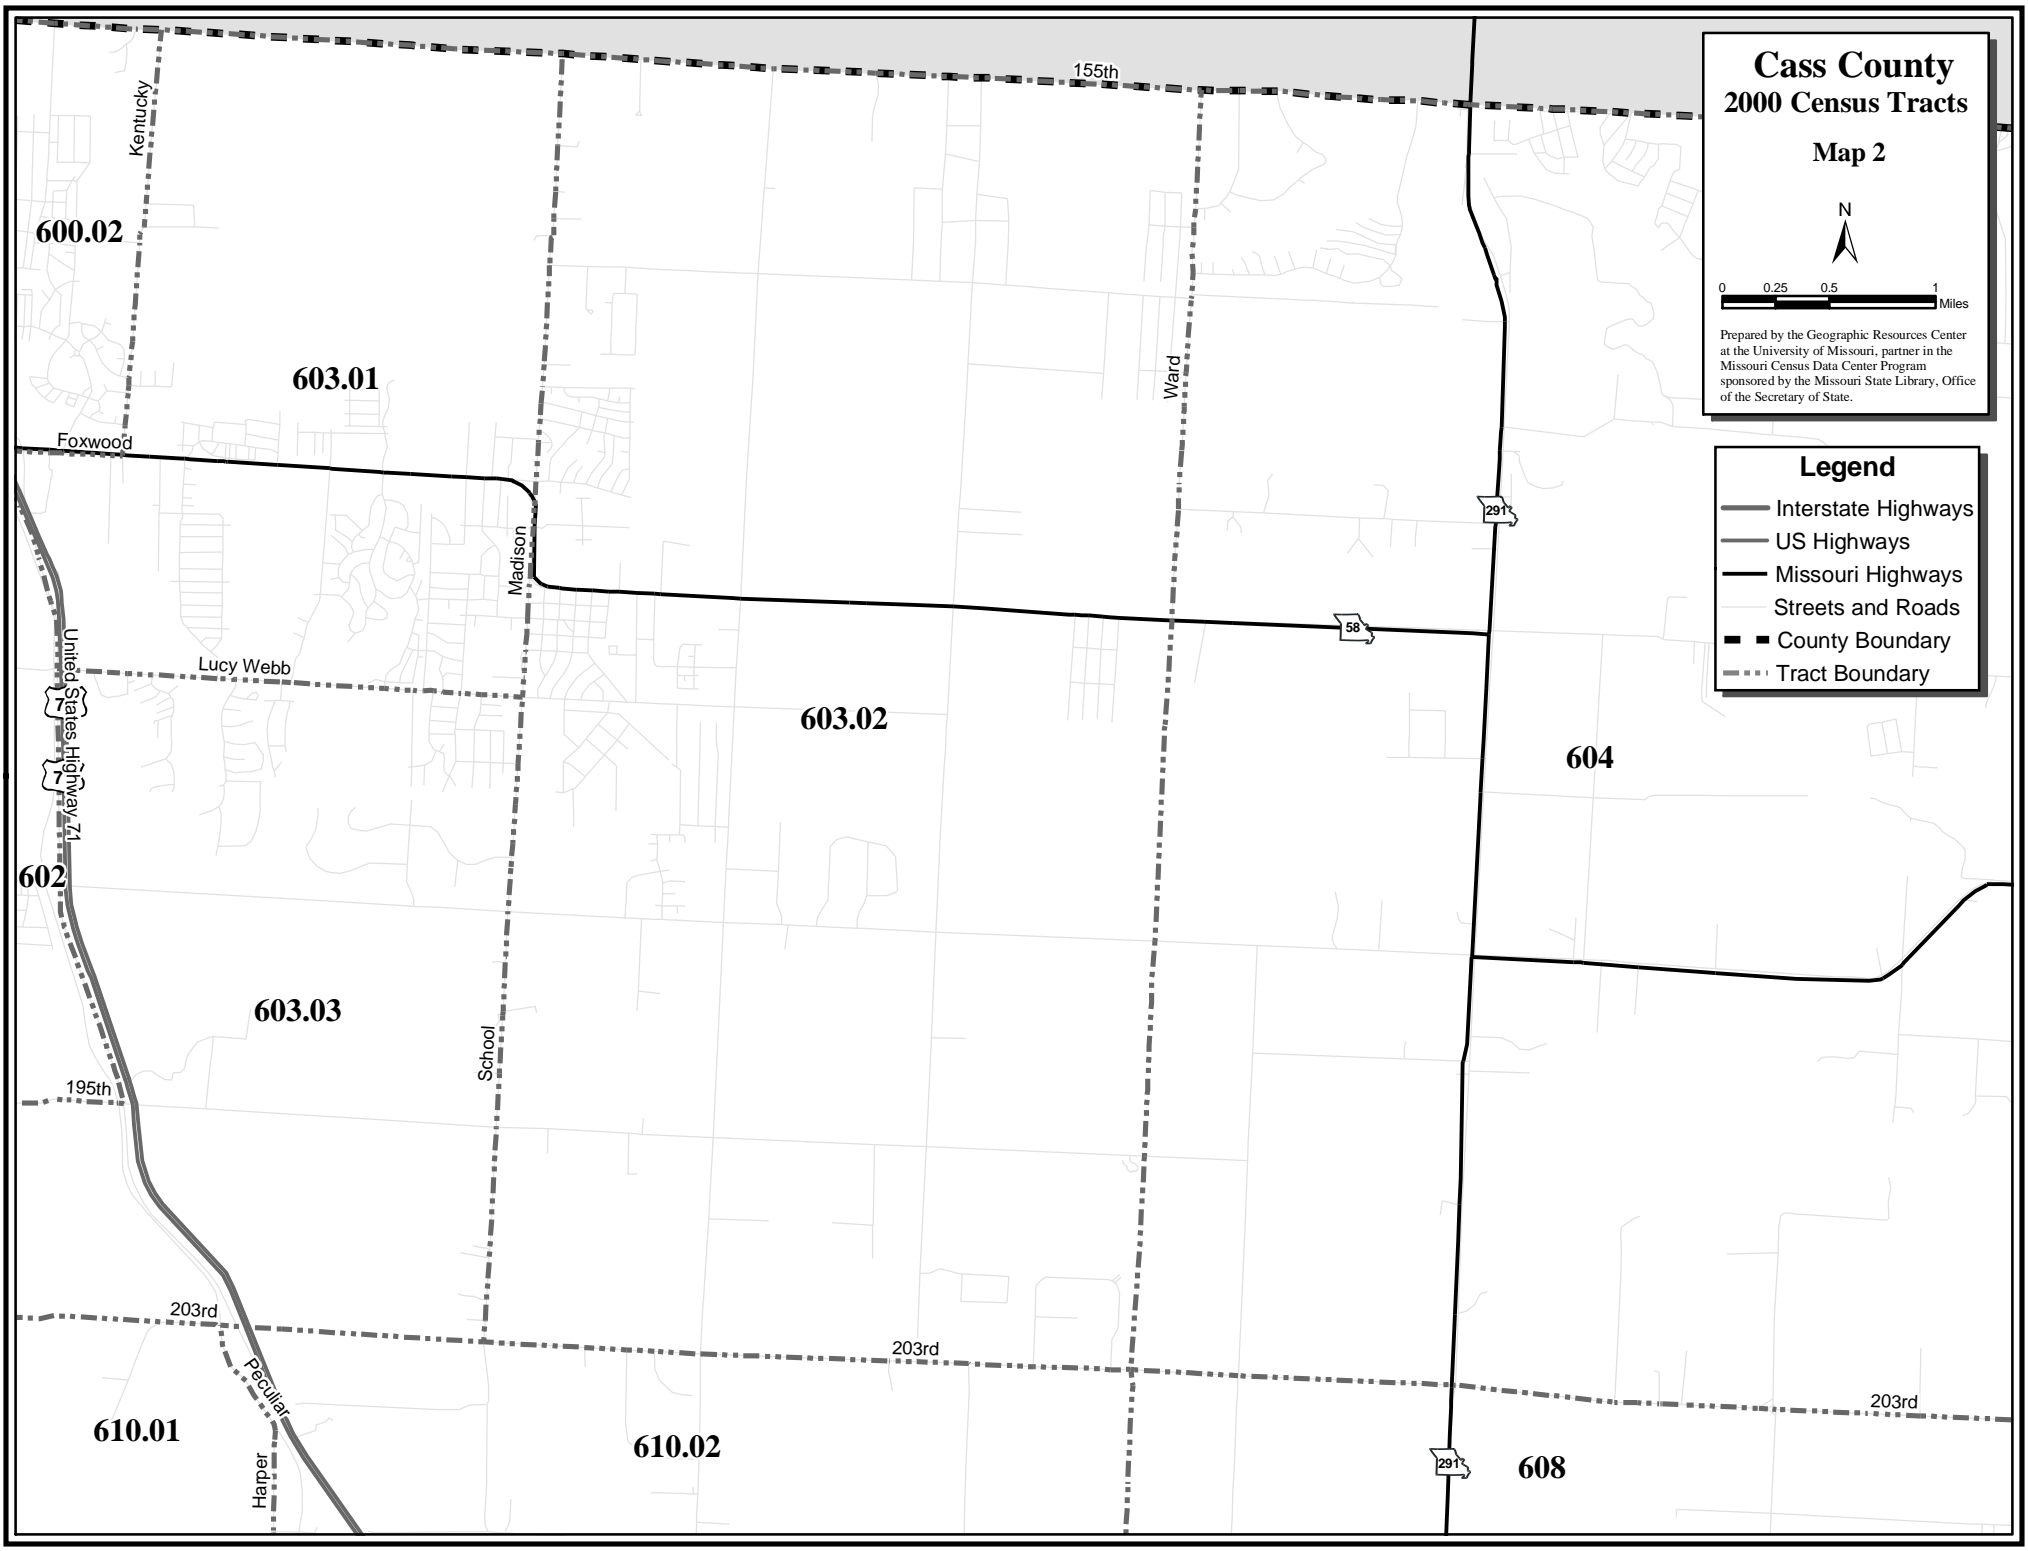 Cass County
2000 Census Tracts
Map 2
N
0 0.25 0.5 1
Miles
Prepared by the Geographic Resources Center
at the University of Missouri, partner in the
Missouri Census Data Center Program
sponsored by the Missouri State Library, Office
of the Secretary of State.
Legend
Interstate Highways
US Highways
Missouri Highways
Streets and Roads
County Boundary
Tract Boundary
155th
Kentucky
600.02
603.01
Ward
Foxwood
291
Madison
58
Lucy Webb
United States Highway 71
7
7
603.02
604
602
603.03
School
195th
203rd
203rd
203rd
Peculiar
610.01
Harper
610.02
291
608